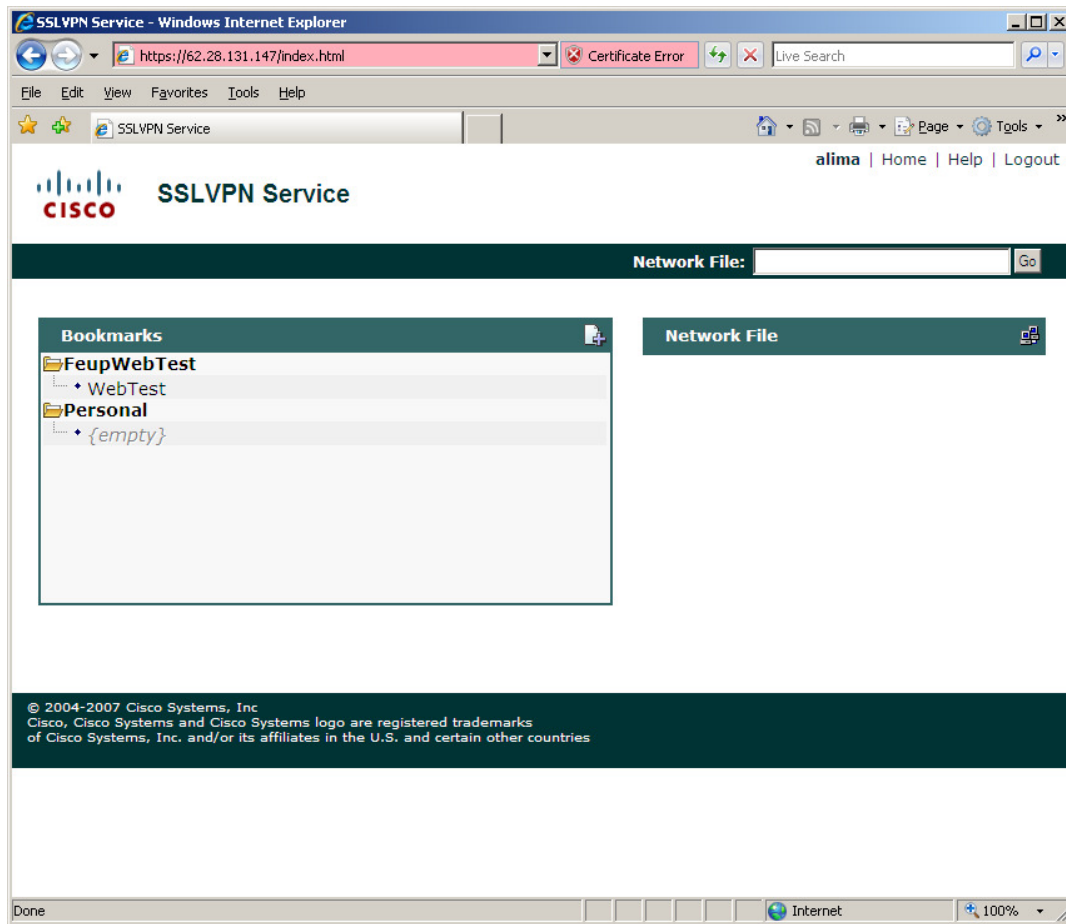 SSLVPN Service - Windows Internet Explorer
https://62.28.131.147/index.html
Certificate Error
Live Search
File Edit View Favorites Tools Help
SSLVPN Service
Page
Tools
»
alima | Home | Help | Logout
CISCO
SSLVPN Service
Network File:
Go
Bookmarks
FeupWebTest
WebTest
Personal
{empty}
Network File
© 2004-2007 Cisco Systems, Inc
Cisco, Cisco Systems and Cisco Systems logo are registered trademarks
of Cisco Systems, Inc. and/or its affiliates in the U.S. and certain other countries
Done
Internet
100%